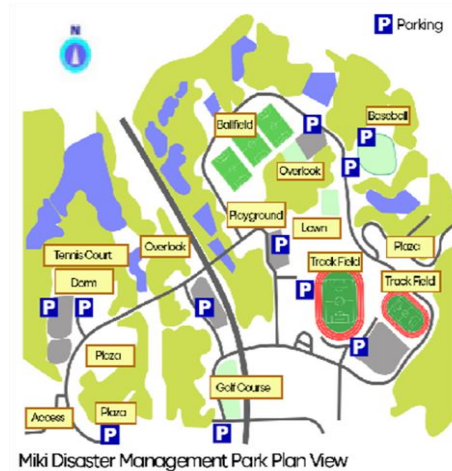 N
P Parking
P
Ballfield
P
Baseball
P
Overlook
Playground
Lawn
Overlook
P
Plaza
Tennis Court
Track Field
Track Field
Dorm
P
P
P
P
P
Plaza
Golf Course
Access
Plaza
P
P
Miki Disaster Management Park Plan View